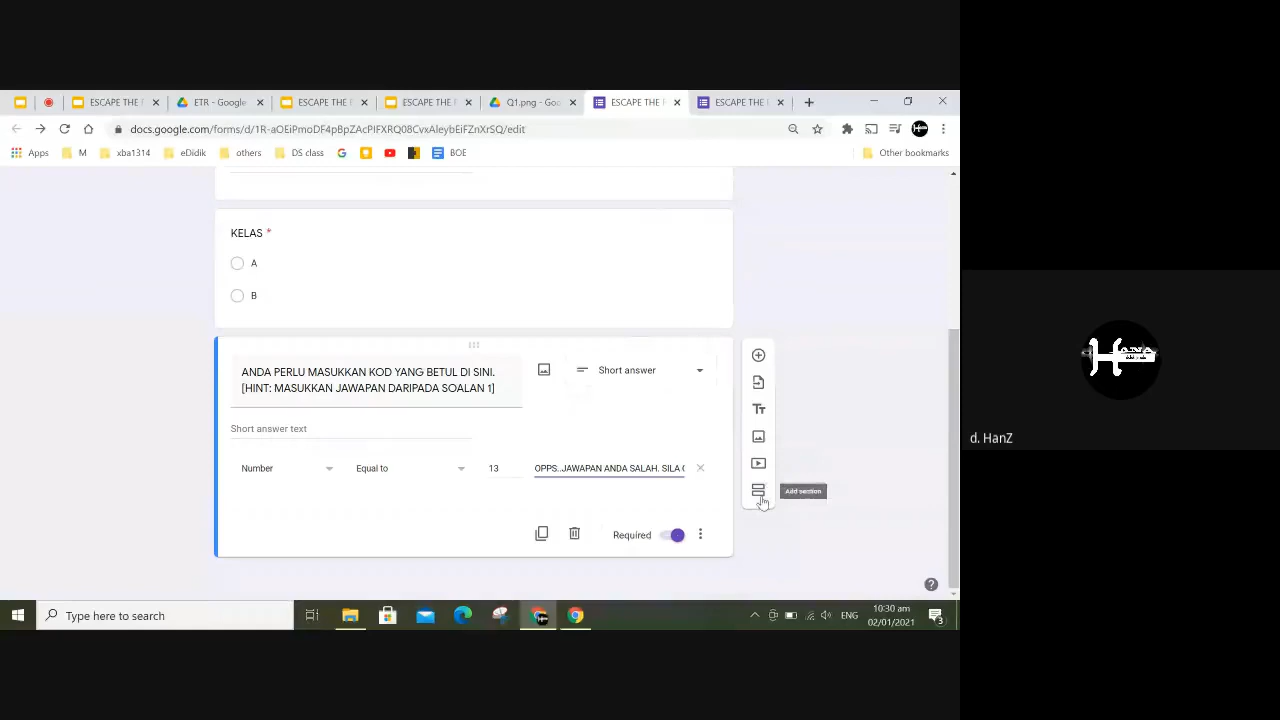 ESCAPE THE
ETR - Google
ESCAPE THE
ESCAPE THE
Q1.png - Goo
ESCAPE THE
ESCAPE THE
docs.google.com/forms/d/1R-aOEiPmoDF4pBpZAcPIFXRQ08CvxAleybEiFZnXrSQ/edit
Apps
M
xba1314
eDidik
others
DS class
BOE
Other bookmarks
KELAS *
A
B
ANDA PERLU MASUKKAN KOD YANG BETUL DI SINI.
[HINT: MASUKKAN JAWAPAN DARIPADA SOALAN 1]
Short answer
Short answer text
Number
Equal to
13
OPPS..JAWAPAN ANDA SALAH. SILA
Add section
Required
d. HanZ
Type here to search
ENG
10:30 am
02/01/2021
3